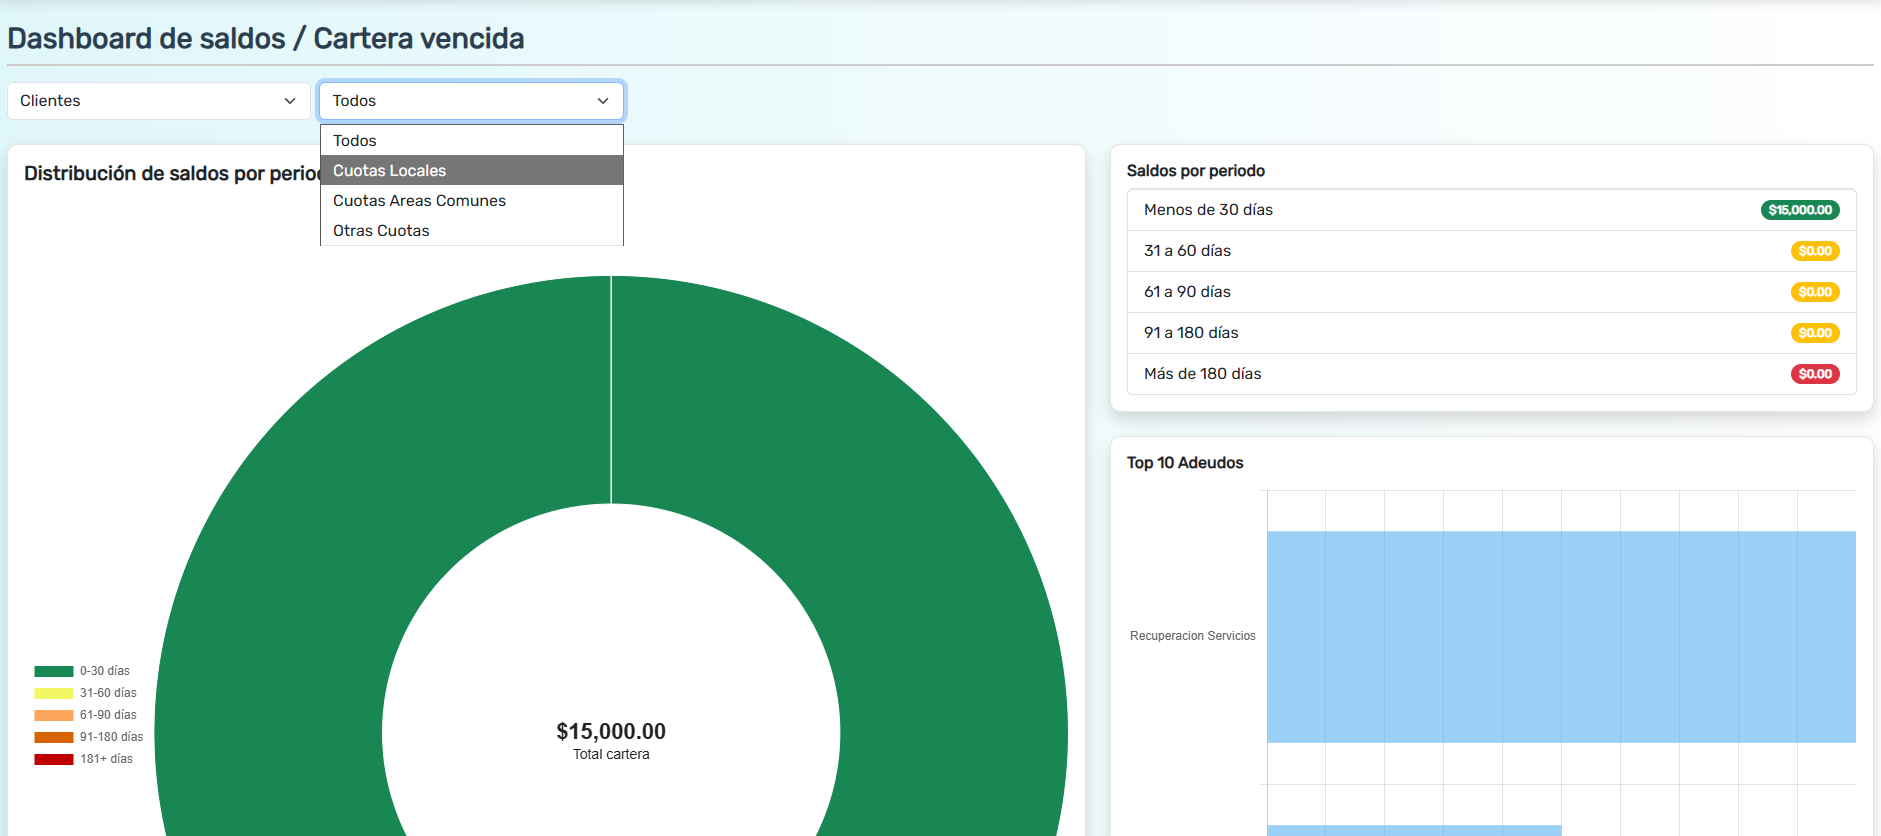 Dashboard de saldos / Cartera vencida
Clientes
Todos
Todos
Cuotas Locales
Cuotas Areas Comunes
Otras Cuotas
Distribución de saldos por
0-30 días
31-60 días
61-90 días
91-180 días
181+ días
$15,000.00
Total cartera
Saldos por periodo
Menos de 30 días $15,000.00
31 a 60 días $0.00
61 a 90 días $0.00
91 a 180 días $0.00
Más de 180 días $0.00
Top 10 Adeudos
Recuperacion Servicios